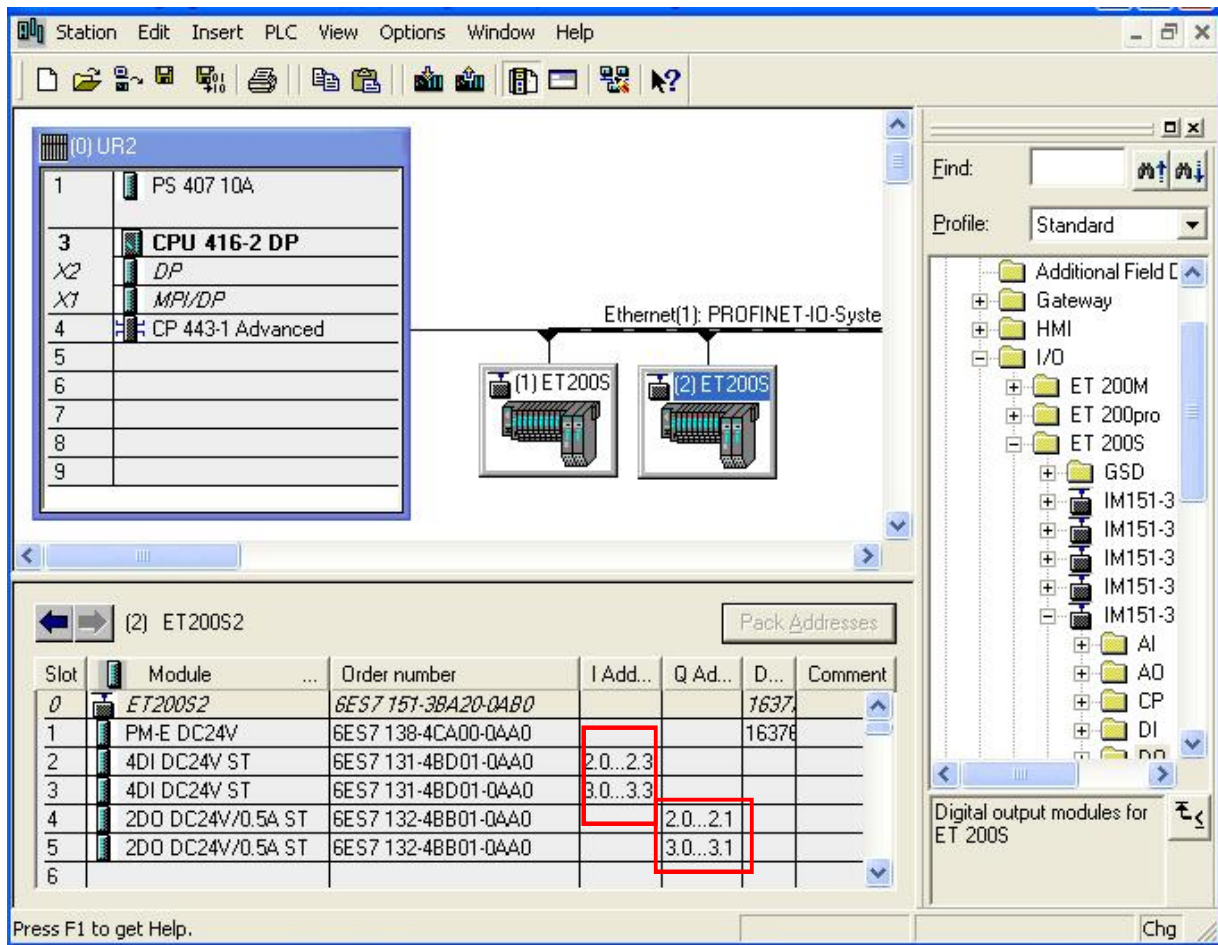 Station Edit Insert PLC View Options Window Help
(0) UR2
1 PS 407 10A
3 CPU 416-2 DP
X2 DP
X1 MPI/DP
4 CP 443-1 Advanced
5
6
7
8
9
Ethernet(1): PROFINET-IO-Syste
(1) ET200S
(2) ET200S
Find:
Profile: Standard
Additional Field
Gateway
HMI
I/O
ET 200M
ET 200pro
ET 200S
GSD
IM151-3
IM151-3
IM151-3
IM151-3
IM151-3
AI
AO
CP
DI
DO
Digital output modules for
ET 200S
(2) ET200S2
Pack Addresses
Slot Module ... Order number I Add... Q Ad... D... Comment
0 ET200S2 6ES7 151-3BA20-0AB0 1637
1 PM-E DC24V 6ES7 138-4CA00-0AA0 16376
2 4DI DC24V ST 6ES7 131-4BD01-0AA0 2.0...2.3
3 4DI DC24V ST 6ES7 131-4BD01-0AA0 3.0...3.3
4 2DO DC24V/0.5A ST 6ES7 132-4BB01-0AA0 2.0...2.1
5 2DO DC24V/0.5A ST 6ES7 132-4BB01-0AA0 3.0...3.1
6
Press F1 to get Help.
Chg